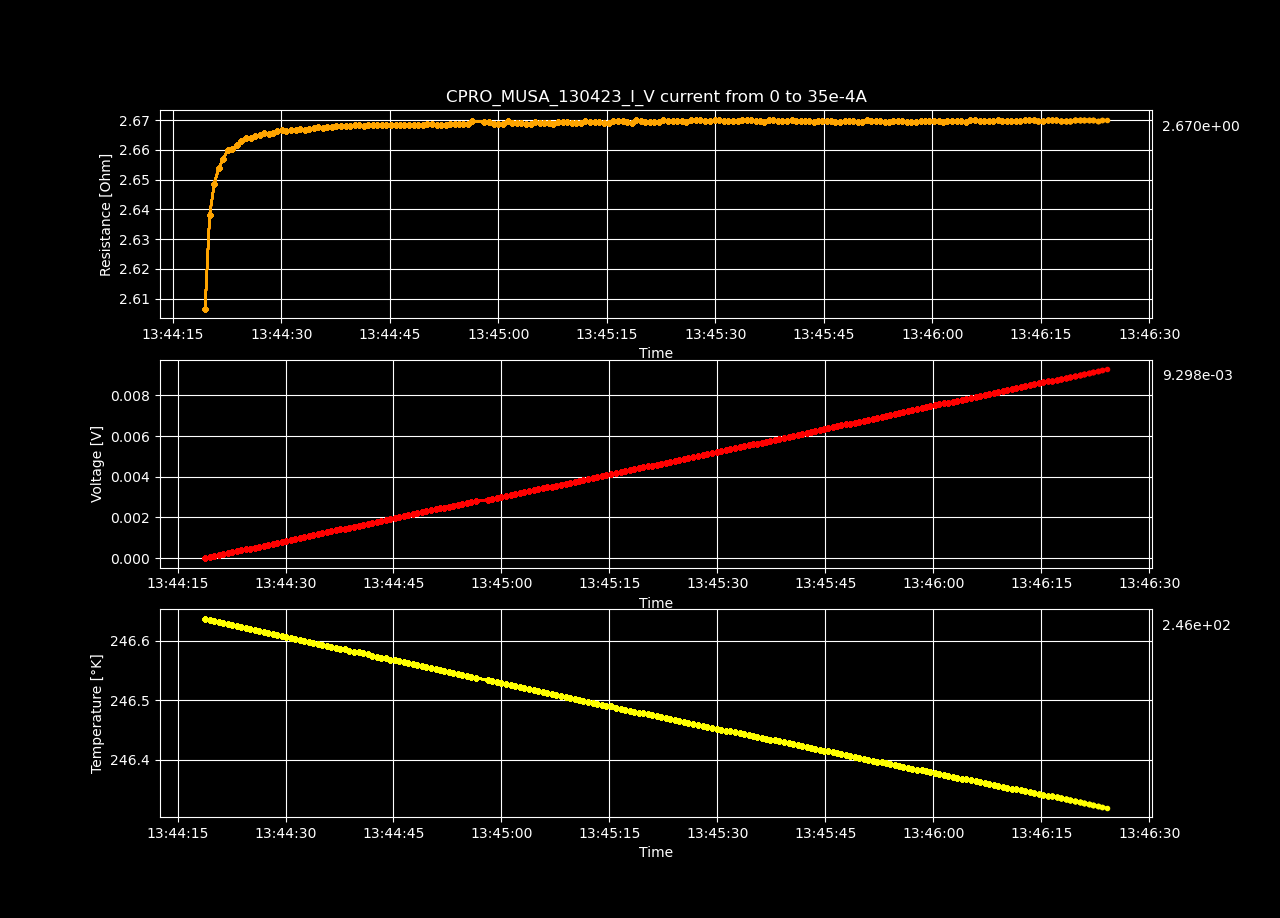 CPRO_MUSA_130423_I_V current from 0 to 35e-4A
2.67
2.66
2.65
2.64
2.63
2.62
2.61
Resistance [Ohm]
2.670e+00
13:44:15 13:44:30 13:44:45 13:45:00 13:45:15 13:45:30 13:45:45 13:46:00 13:46:15 13:46:30
Time
0.008
0.006
0.004
0.002
0.000
Voltage [V]
9.298e-03
13:44:15 13:44:30 13:44:45 13:45:00 13:45:15 13:45:30 13:45:45 13:46:00 13:46:15 13:46:30
Time
246.6
246.5
246.4
Temperature [°K]
2.46e+02
13:44:15 13:44:30 13:44:45 13:45:00 13:45:15 13:45:30 13:45:45 13:46:00 13:46:15 13:46:30
Time